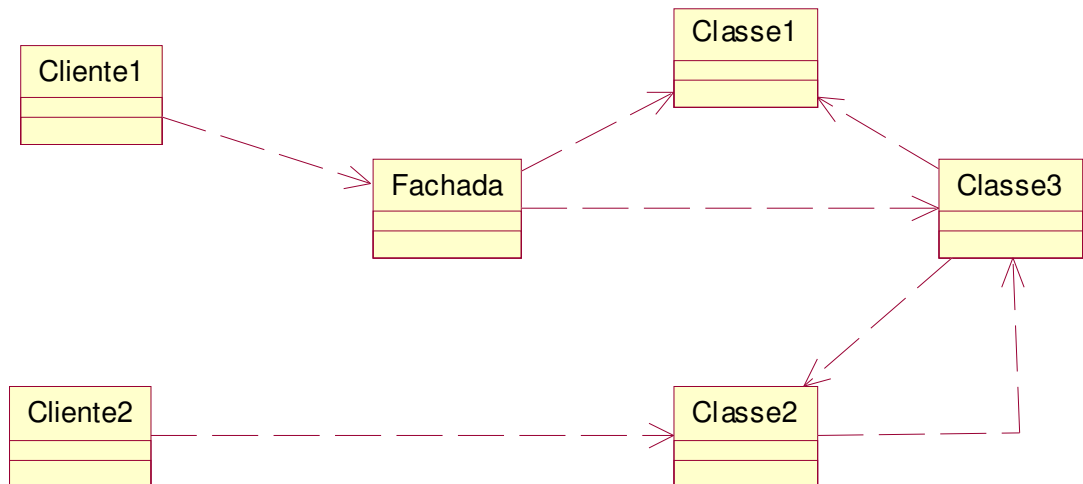 Classe1
Cliente1
Fachada
Classe3
Cliente2
Classe2